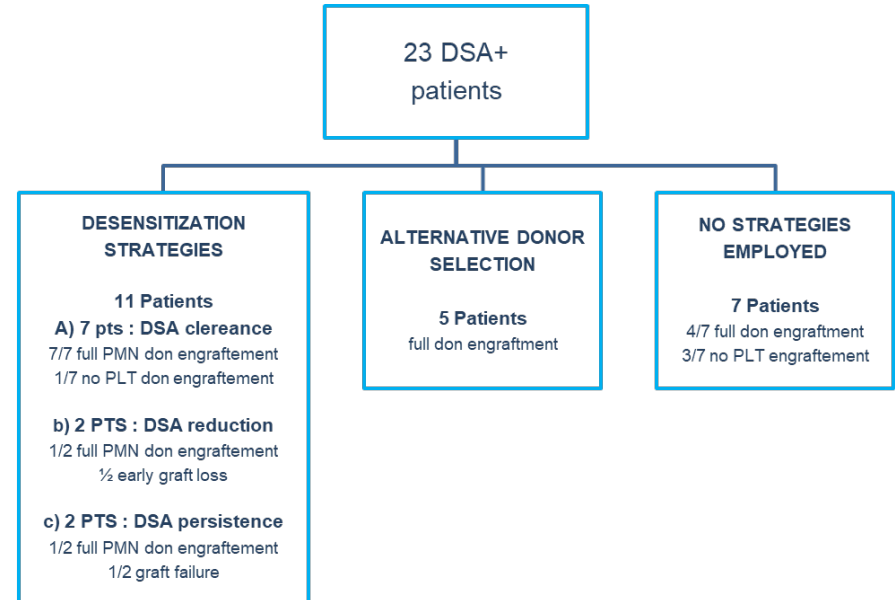 23 DSA+
patients
DESENSITIZATION
STRATEGIES
11 Patients
A) 7 pts : DSA clereance
7/7 full PMN don engraftement
1/7 no PLT don engraftement
b) 2 PTS : DSA reduction
1/2 full PMN don engraftement
½ early graft loss
c) 2 PTS : DSA persistence
1/2 full PMN don engraftement
1/2 graft failure
ALTERNATIVE DONOR
SELECTION
5 Patients
full don engraftment
NO STRATEGIES
EMPLOYED
7 Patients
4/7 full don engraftment
3/7 no PLT engraftement